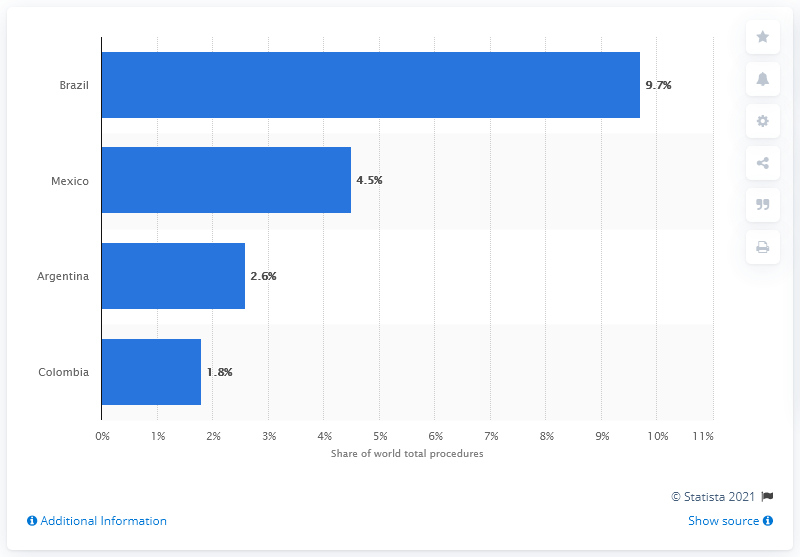 Brazil 9.7%
Mexico 4.5%
Argentina 2.6%
Colombia 1.8%
0% 1% 2% 3% 4% 5% 6% 7% 8% 9% 10% 11%
Share of world total procedures
© Statista 2021
Additional Information Show source